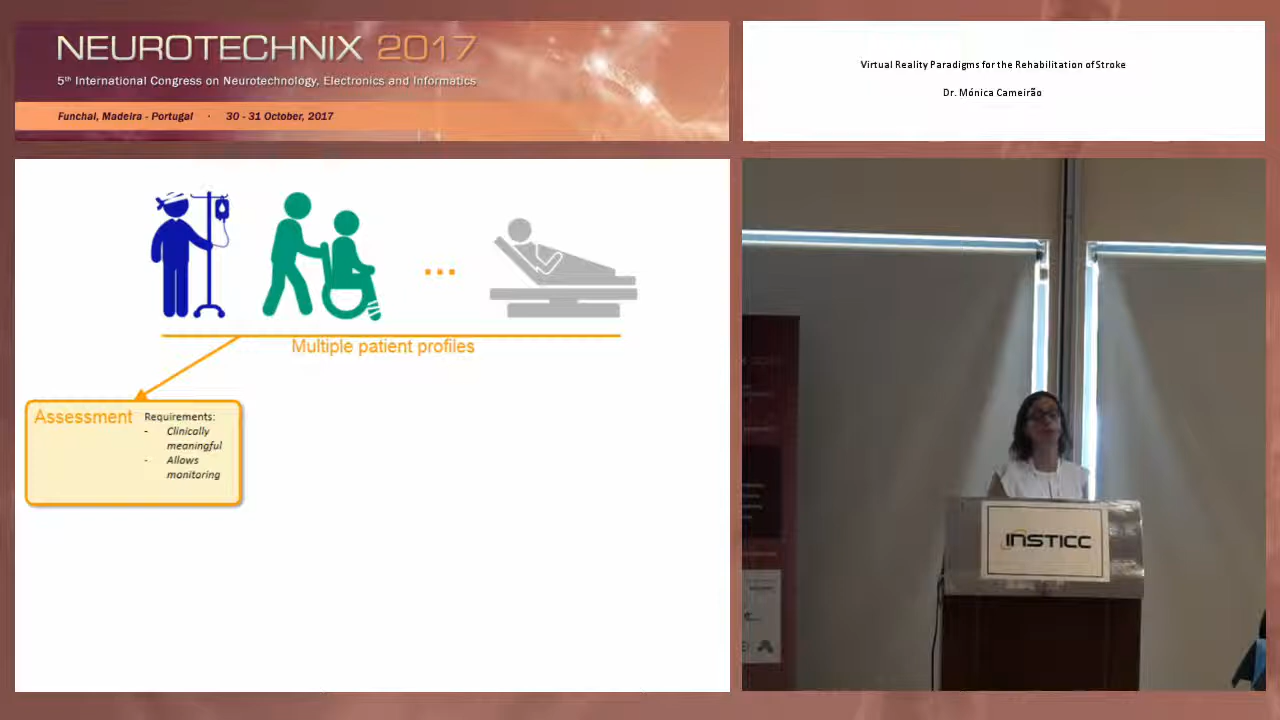 NEUROTECHNIX 2017
5th International Congress on Neurotechnology, Electronics and Informatics
Funchal, Madeira - Portugal · 30 - 31 October, 2017
Virtual Reality Paradigms for the Rehabilitation of Stroke
Dr. Mónica Cameirão
...
Multiple patient profiles
Assessment
Requirements:
- Clinically
meaningful
- Allows
monitoring
INSTICC